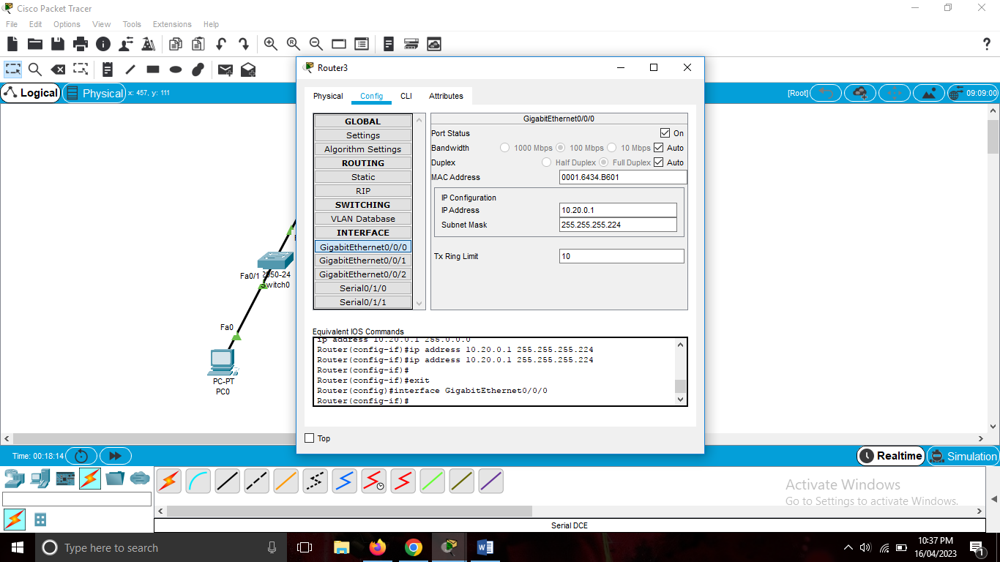 Cisco Packet Tracer
File Edit Options View Tools Extensions Help
Router3
Physical Config CLI Attributes
Logical
Physical
x: 457, y: 111
[Root]
09:09:00
GLOBAL
Settings
Algorithm Settings
ROUTING
Static
RIP
SWITCHING
VLAN Database
INTERFACE
GigabitEthernet0/0/0
GigabitEthernet0/0/1
GigabitEthernet0/0/2
Serial0/1/0
Serial0/1/1
GigabitEthernet0/0/0
Port Status On
Bandwidth 1000 Mbps 100 Mbps 10 Mbps Auto
Duplex Half Duplex Full Duplex Auto
MAC Address 0001.6434.B601
IP Configuration
IP Address 10.20.0.1
Subnet Mask 255.255.255.224
Tx Ring Limit 10
Equivalent IOS Commands
ip address 10.20.0.1 255.0.0.0
Router(config-if)#ip address 10.20.0.1 255.255.255.224
Router(config-if)#ip address 10.20.0.1 255.255.255.224
Router(config-if)#
Router(config-if)#exit
Router(config)#interface GigabitEthernet0/0/0
Router(config-if)#
Top
Fa0/1
Fa0
PC-PT
PC0
Time: 00:18:14
Realtime
Simulation
Activate Windows
Go to Settings to activate Windows.
Serial DCE
Type here to search
10:37 PM
16/04/2023
1